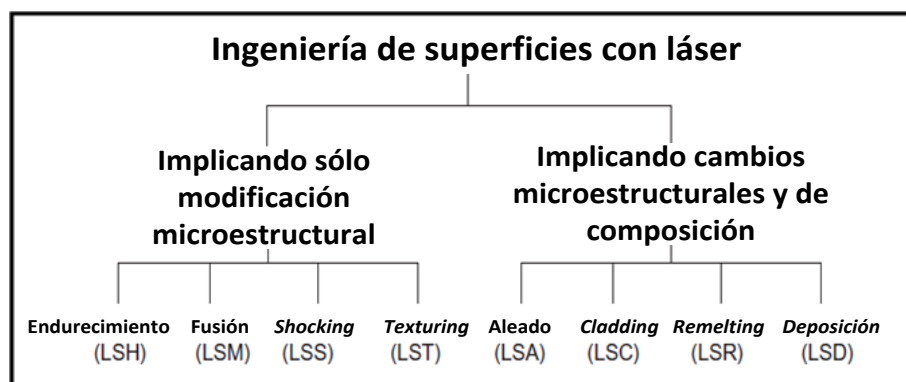 Ingeniería de superficies con láser
Implicando sólo
modificación
microestructural
Implicando cambios
microestructurales y de
composición
Endurecimiento
(LSH)
Fusión
(LSM)
Shocking
(LSS)
Texturing
(LST)
Aleado
(LSA)
Cladding
(LSC)
Remelting
(LSR)
Deposición
(LSD)